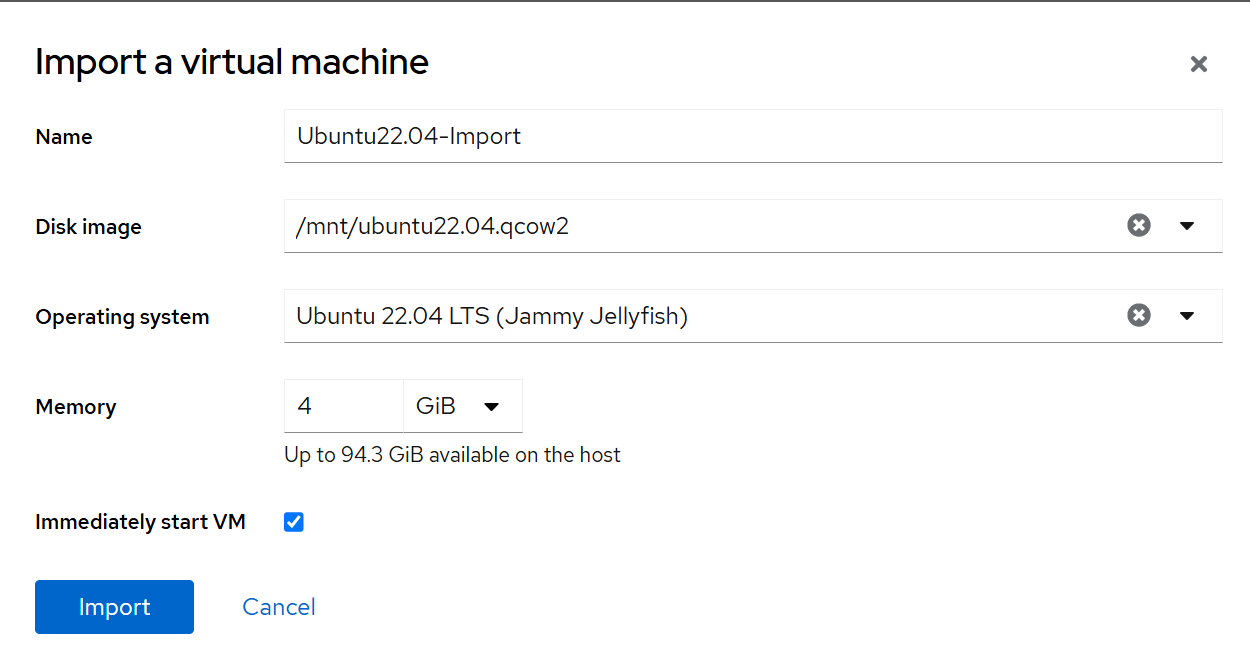 Import a virtual machine
Name
Ubuntu22.04-Import
Disk image
/mnt/ubuntu22.04.qcow2
Operating system
Ubuntu 22.04 LTS (Jammy Jellyfish)
Memory
4 GiB
Up to 94.3 GiB available on the host
Immediately start VM
Import Cancel